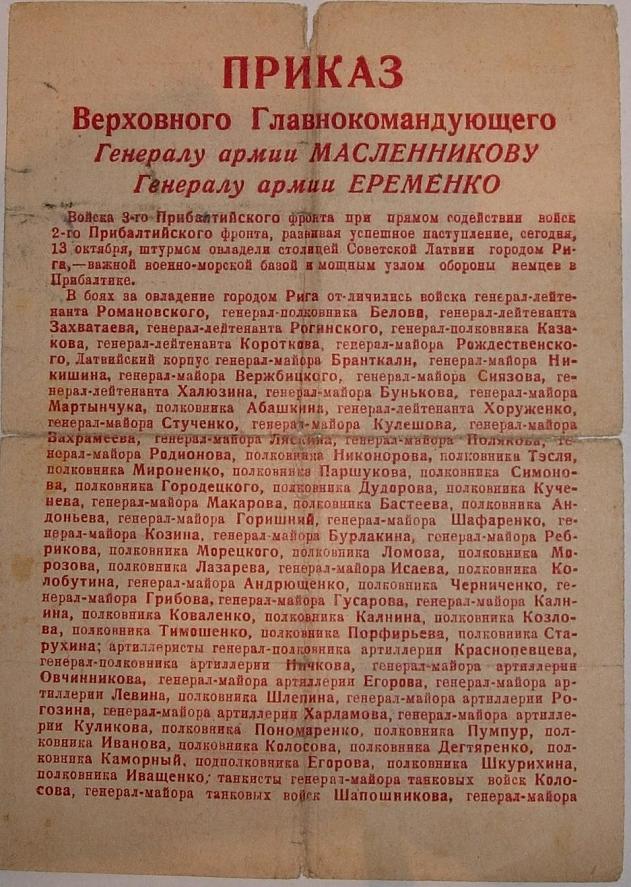 ПРИКАЗ
Верховного Главнокомандующего
Генералу армии МАСЛЕННИКОВУ
Генералу армии ЕРЕМЕНКО
Войска 3-го Прибалтийского фронта при прямом содействии войск
2-го Прибалтийского фронта, развивая успешное наступление, сегодня,
13 октября, штурмом овладели столицей Советской Латвии городом Ри-
га,—важной военно-морской базой и мощным узлом обороны немцев в
Прибалтике.
В боях за овладение городом Рига от-личились войска генерал-лейте-
нанта Романовского, генерал-полковника Белова, генерал-лейтенанта
Захватаева, генерал-лейтенанта Рогинского, генерал-полковника Каза-
кова, генерал-лейтенанта Короткова, генерал-майора Рождественско-
го, Латвийский корпус генерал-майора Бранткалн, генерал-майора Ни-
кишина, генерал-майора Вержбицкого, генерал-майора Сиязова, ге-
нерал-лейтенанта Халюзина, генерал-майора Бунькова, генерал-майора
Мартынчука, полковника Абашкина, генерал-лейтенанта Хоруженко,
генерал-майора Стученко, генерал-майора Кулешова, генерал-майора
Захрамеева, генерал-майора Ляскина, генерал-майора Полякова, ге-
нерал-майора Родионова, полковника Никонорова, полковника Тэсля,
полковника Мироненко, полковника Паршукова, полковника Симоно-
ва, полковника Городецкого, полковника Дудорова, полковника Куче-
нева, генерал-майора Макарова, полковника Бастеева, полковника Ан-
доньева, генерал-майора Горишний, генерал-майора Шафаренко, ге-
нерал-майора Козина, генерал-майора Бурлакина, генерал-майора Реб-
рикова, полковника Морецкого, полковника Ломова, полковника Мо-
розова, полковника Лазарева, генерал-майора Исаева, полковника Ко-
лобутина, генерал-майора Андрющенко, полковника Черниченко, ге-
нерал-майора Грибова, генерал-майора Гусарова, генерал-майора Калн-
ина, полковника Коваленко, полковника Калнина, полковника Козло-
ва, полковника Тимошенко, полковника Порфирьева, полковника Ста-
рухина; артиллеристы генерал-полковника артиллерии Краснопевцева,
генерал-полковника артиллерии Ничкова, генерал-майора артиллерии
Овчинникова, генерал-майора артиллерии Егорова, генерал-майора ар-
тиллерии Левина, полковника Шлепина, генерал-майора артиллерии Ро-
гозина, генерал-майора артиллерии Харламова, генерал-майора артилле-
рии Куликова, полковника Пономаренко, полковника Пумпур, пол-
ковника Иванова, полковника Колосова, полковника Дегтяренко, пол-
ковника Каморный, подполковника Егорова, полковника Шкурихина,
полковника Иващенко; танкисты генерал-майора танковых войск Коло-
сова, генерал-майора танковых войск Шапошникова, генерал-майора